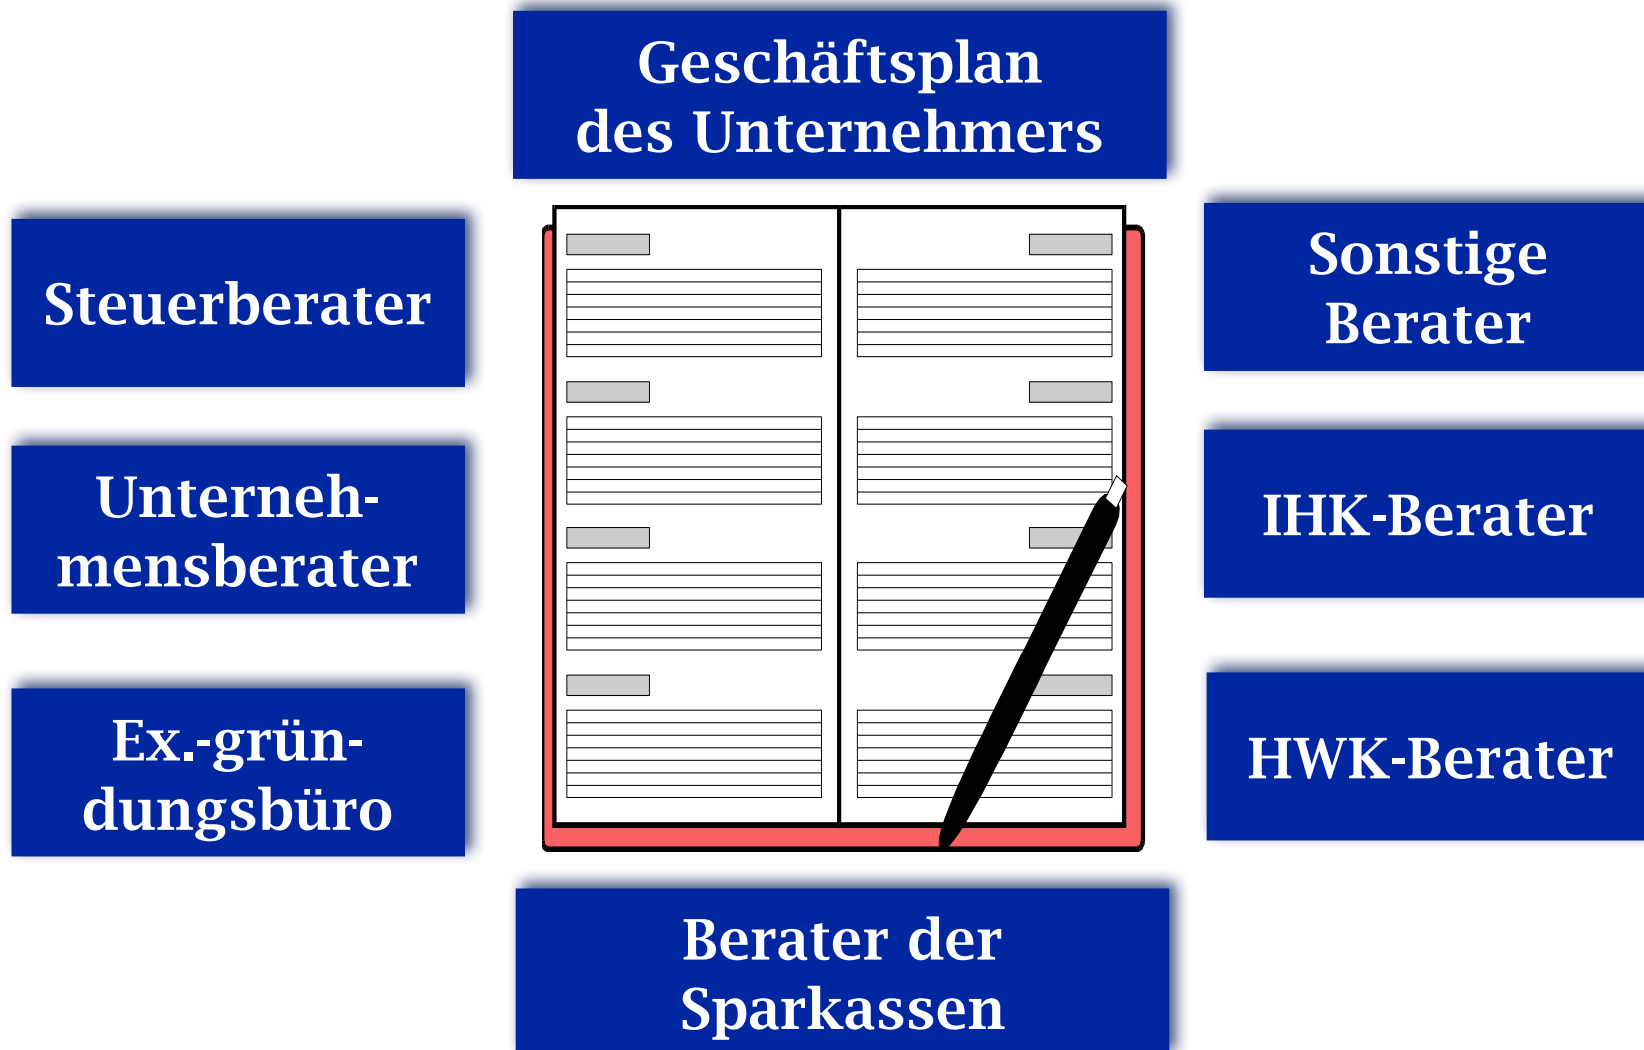 Geschäftsplan
des Unternehmers
Steuerberater
Unterneh-
mensberater
Ex.-grün-
dungsbüro
Sonstige
Berater
IHK-Berater
HWK-Berater
Berater der
Sparkassen